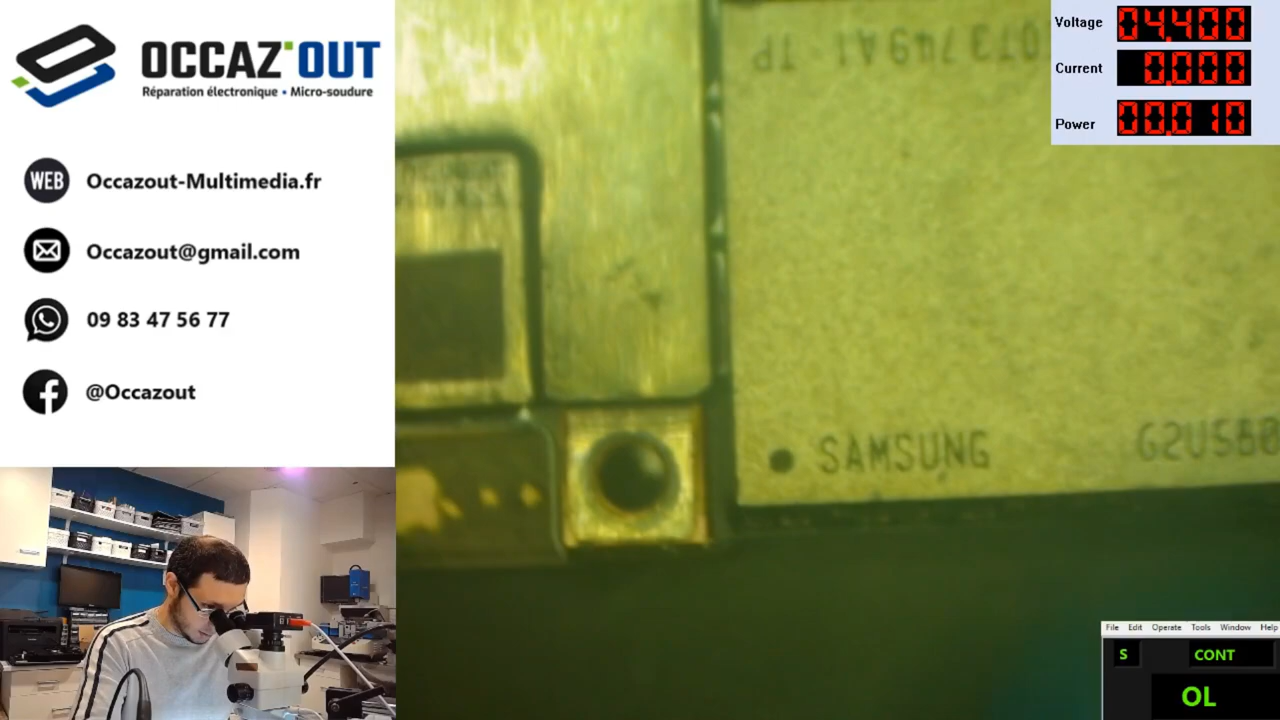 OCCAZ'OUT
Réparation électronique • Micro-soudure
WEB
Occazout-Multimedia.fr
Occazout@gmail.com
09 83 47 56 77
@Occazout
SAMSUNG
Voltage 04,400
Current 0,000
Power 00,010
File Edit Operate Tools Window Help
S CONT
OL